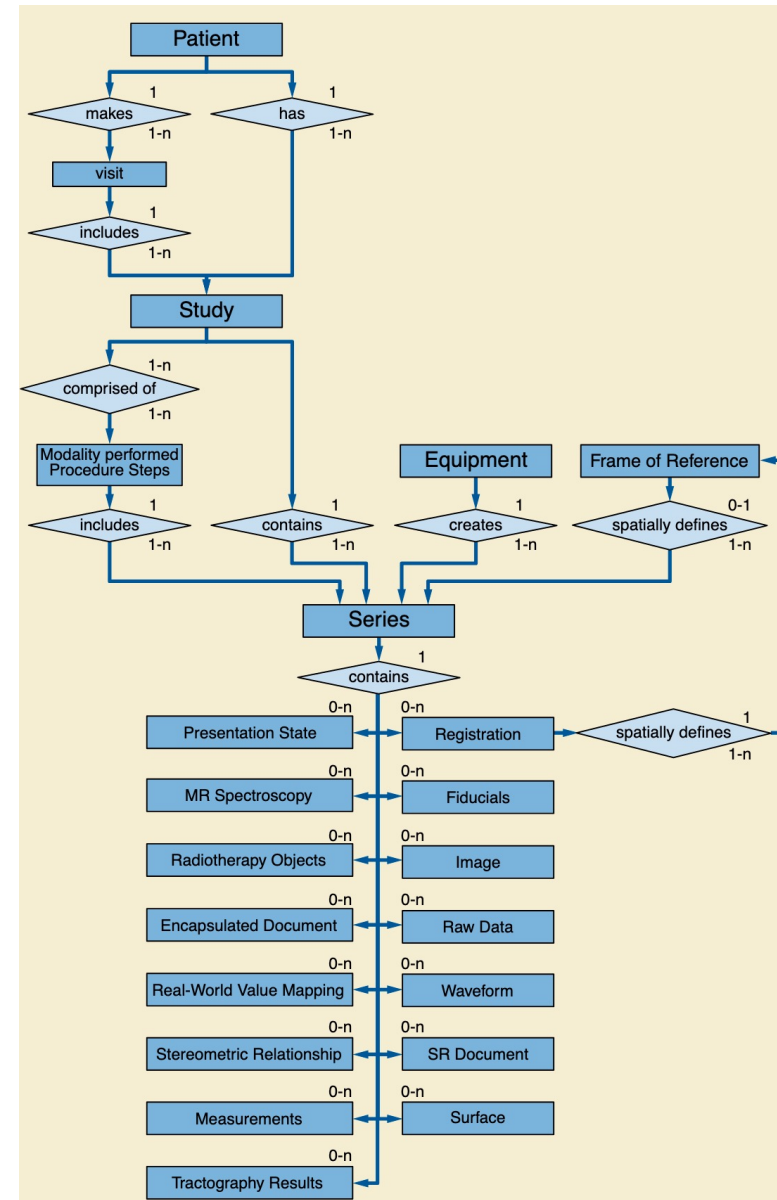 Patient
1
1
makes
has
1-n
1-n
visit
1
includes
1-n
Study
1-n
comprised of
1-n
Modality performed
Procedure Steps
Equipment
Frame of Reference
1
1
1
0-1
includes
contains
creates
spatially defines
1-n
1-n
1-n
1-n
Series
1
contains
0-n
0-n
1
Presentation State
Registration
spatially defines
1-n
0-n
0-n
MR Spectroscopy
Fiducials
0-n
0-n
Radiotherapy Objects
Image
0-n
0-n
Encapsulated Document
Raw Data
0-n
0-n
Real-World Value Mapping
Waveform
0-n
0-n
Stereometric Relationship
SR Document
0-n
0-n
Measurements
Surface
0-n
Tractography Results